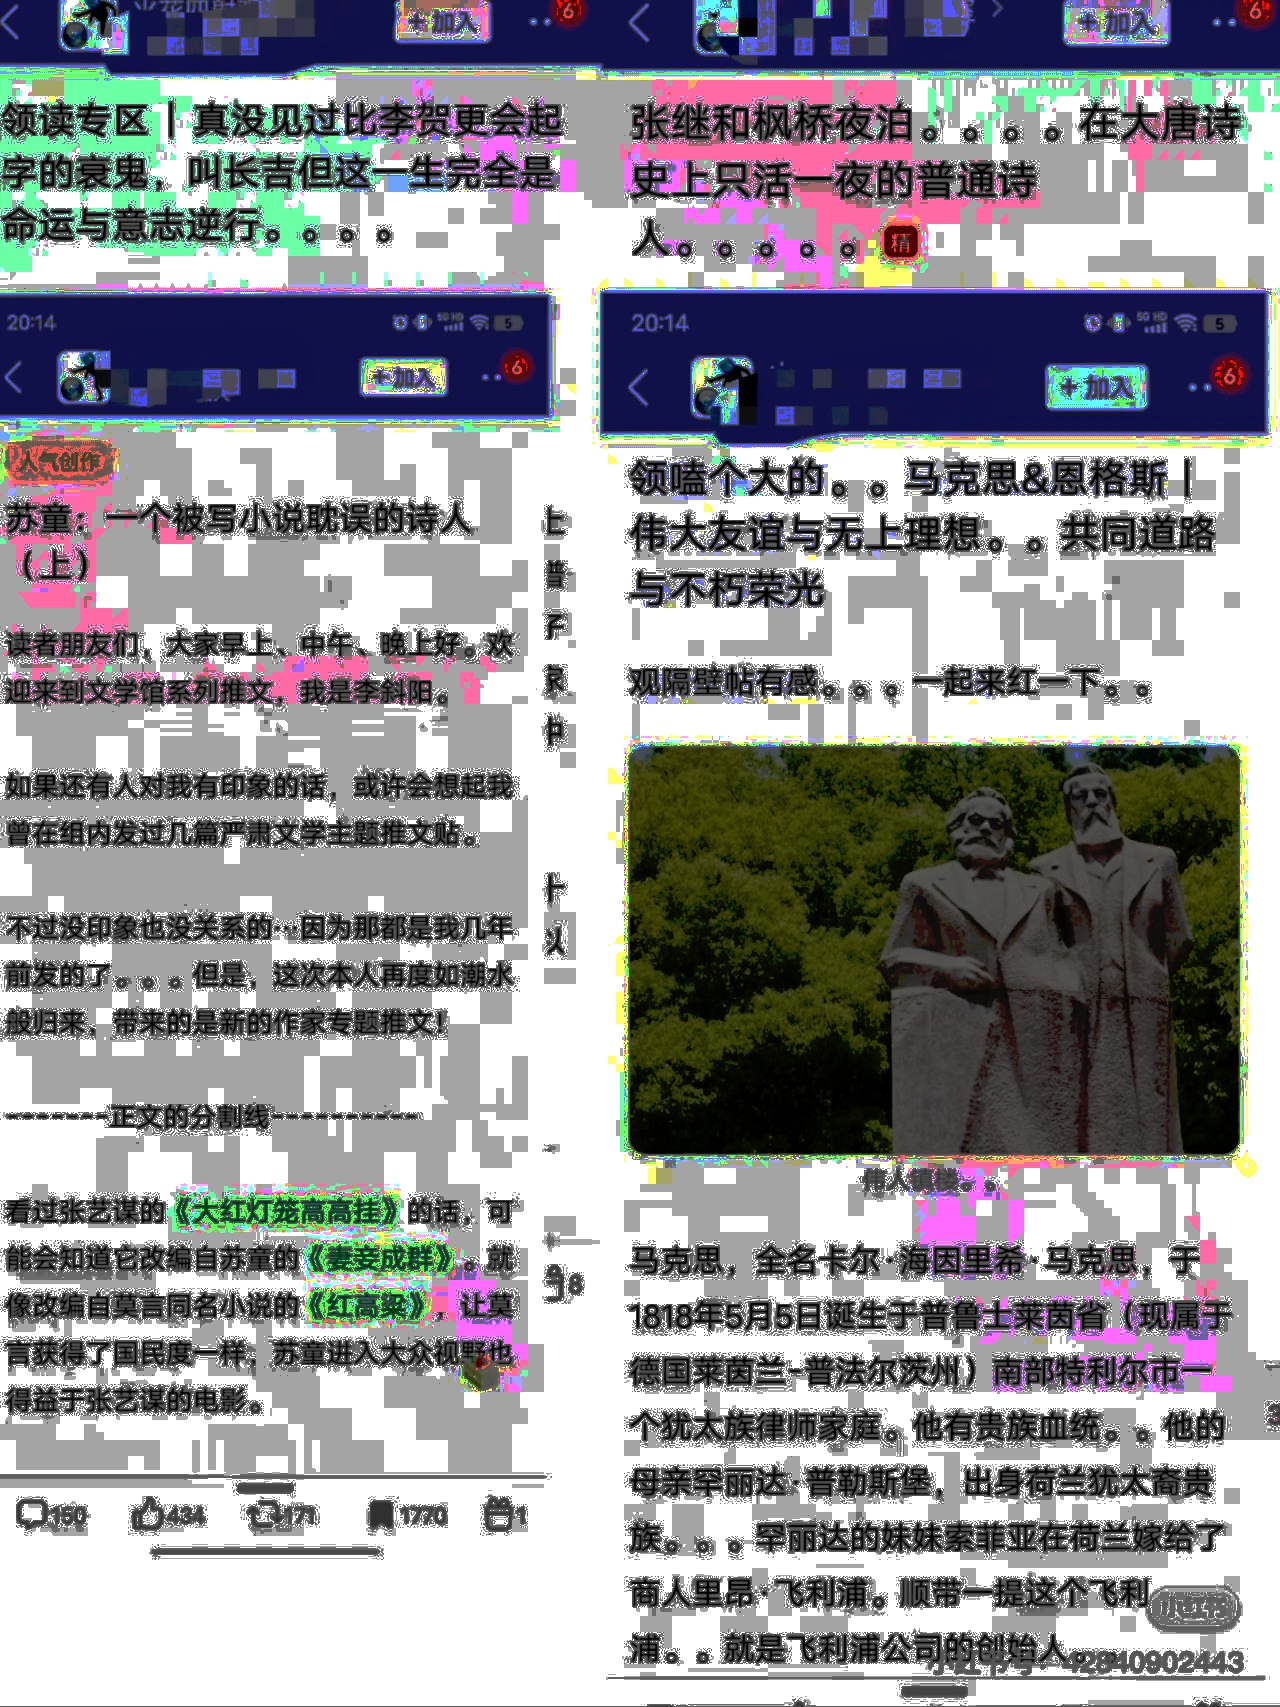 +加入
6
领读专区｜真没见过比李贺更会起
字的衰鬼，叫长吉但这一生完全是
命运与意志逆行。。。。
20:14
5G HD
5
+加入
6
人气创作
苏童：一个被写小说耽误的诗人
（上）
读者朋友们，大家早上、中午、晚上好。欢
迎来到文学馆系列推文，我是李斜阳。
如果还有人对我有印象的话，或许会想起我
曾在组内发过几篇严肃文学主题推文贴。
不过没印象也没关系的…因为那都是我几年
前发的了。。。但是，这次本人再度如潮水
般归来，带来的是新的作家专题推文！
-------正文的分割线----------
看过张艺谋的《大红灯笼高高挂》的话，可
能会知道它改编自苏童的《妻妾成群》。就
像改编自莫言同名小说的《红高粱》，让莫
言获得了国民度一样，苏童进入大众视野也
得益于张艺谋的电影。
150 434 171 1770 1
+加入
6
张继和枫桥夜泊。。。。在大唐诗
史上只活一夜的普通诗
人。。。。。精
20:14
5G HD
5
+加入
6
领嗑个大的。。马克思&恩格斯｜
伟大友谊与无上理想。。共同道路
与不朽荣光
观隔壁帖有感。。。一起来红一下。。
伟人镇楼。。
马克思，全名卡尔·海因里希·马克思，于
1818年5月5日诞生于普鲁士莱茵省（现属于
德国莱茵兰-普法尔茨州）南部特利尔市一
个犹太族律师家庭。他有贵族血统。。他的
母亲罕丽达·普勒斯堡，出身荷兰犹太裔贵
族。。。罕丽达的妹妹索菲亚在荷兰嫁给了
商人里昂·飞利浦。顺带一提这个飞利
浦。。就是飞利浦公司的创始人。
小红书
小红书号：42840902443